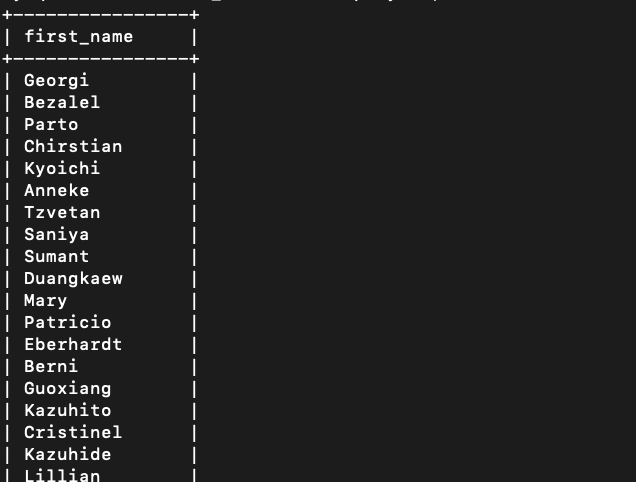 +----------------+
| first_name     |
+----------------+
| Georgi         |
| Bezalel        |
| Parto          |
| Chirstian      |
| Kyoichi        |
| Anneke         |
| Tzvetan        |
| Saniya         |
| Sumant         |
| Duangkaew      |
| Mary           |
| Patricio       |
| Eberhardt      |
| Berni          |
| Guoxiang       |
| Kazuhito       |
| Cristinel      |
| Kazuhide       |
| Lillian        |